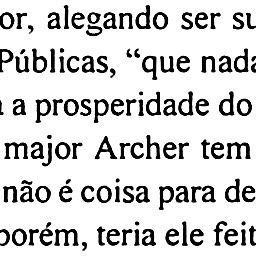 or, alegando ser su
Públicas, “que nada
a a prosperidade do
major Archer tem
não é coisa para de
porém, teria ele feit